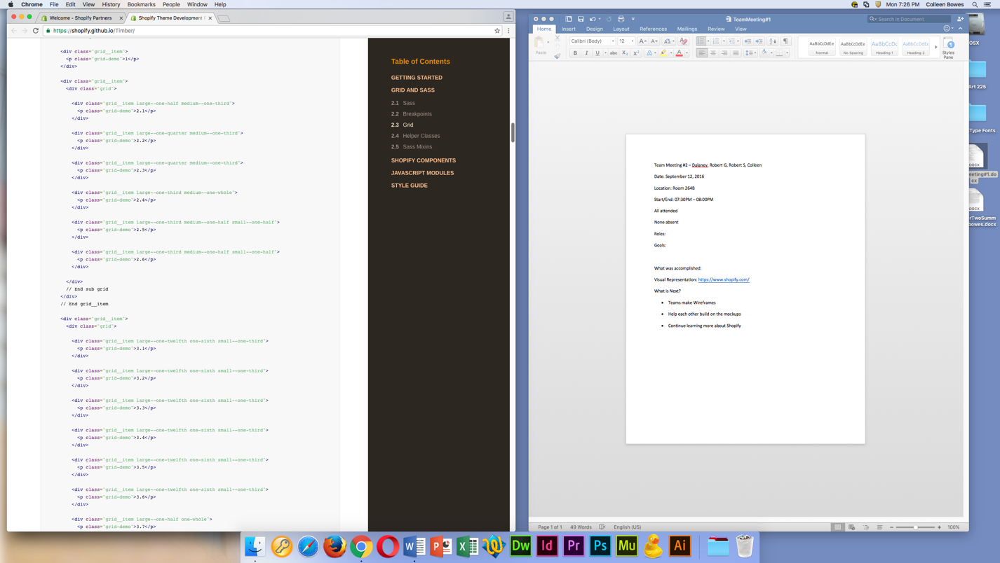 Chrome File Edit View History Bookmarks People Window Help
Mon 7:26 PM Colleen Bowes
Welcome - Shopify Partners
Shopify Theme Development F
https://shopify.github.io/Timber/
<div class="grid__item">
<p class="grid-demo">1</p>
</div>
<div class="grid__item">
<div class="grid">
<div class="grid__item large--one-half medium--one-third">
<p class="grid-demo">2.1</p>
</div>
<div class="grid__item large--one-quarter medium--one-third">
<p class="grid-demo">2.2</p>
</div>
<div class="grid__item large--one-quarter medium--one-third">
<p class="grid-demo">2.3</p>
</div>
<div class="grid__item large--one-third medium--one-whole">
<p class="grid-demo">2.4</p>
</div>
<div class="grid__item large--one-third medium--one-half small--one-half">
<p class="grid-demo">2.5</p>
</div>
<div class="grid__item large--one-third medium--one-half small--one-half">
<p class="grid-demo">2.6</p>
</div>
</div>
// End sub grid
</div>
// End grid__item
<div class="grid__item">
<div class="grid">
<div class="grid__item large--one-twelfth one-sixth small--one-third">
<p class="grid-demo">3.1</p>
</div>
<div class="grid__item large--one-twelfth one-sixth small--one-third">
<p class="grid-demo">3.2</p>
</div>
<div class="grid__item large--one-twelfth one-sixth small--one-third">
<p class="grid-demo">3.3</p>
</div>
<div class="grid__item large--one-twelfth one-sixth small--one-third">
<p class="grid-demo">3.4</p>
</div>
<div class="grid__item large--one-twelfth one-sixth small--one-third">
<p class="grid-demo">3.5</p>
</div>
<div class="grid__item large--one-twelfth one-sixth small--one-third">
<p class="grid-demo">3.6</p>
</div>
<div class="grid__item large--one-half one-whole">
<p class="grid-demo">3.7</p>
Table of Contents
GETTING STARTED
GRID AND SASS
2.1 Sass
2.2 Breakpoints
2.3 Grid
2.4 Helper Classes
2.5 Sass Mixins
SHOPIFY COMPONENTS
JAVASCRIPT MODULES
STYLE GUIDE
TeamMeeting#1
Search in Document
Home Insert Design Layout References Mailings Review View
Paste
Calibri (Body) 12
AaBbCcDdEe AaBbCcDdEe AaBbCcDc AaBbCcDdEe
Normal No Spacing Heading 1 Heading 2
Styles
Pane
Team Meeting #2 – Dalaney, Robert G, Robert S, Colleen
Date: September 12, 2016
Location: Room 264B
Start/End: 07:30PM – 08:00PM
All attended
None absent
Roles:
Goals:
What was accomplished:
Visual Representation: https://www.shopify.com/
What is Next?
• Teams make Wireframes
• Help each other build on the mockups
• Continue learning more about Shopify
Page 1 of 1 49 Words English (US) 100%
OSX
Art 225
Type Fonts
DOCX
eeting#1.do
cx
DOCX
erTwoSumm
bowes.docx
Dw Id Pr Ps Mu Ai